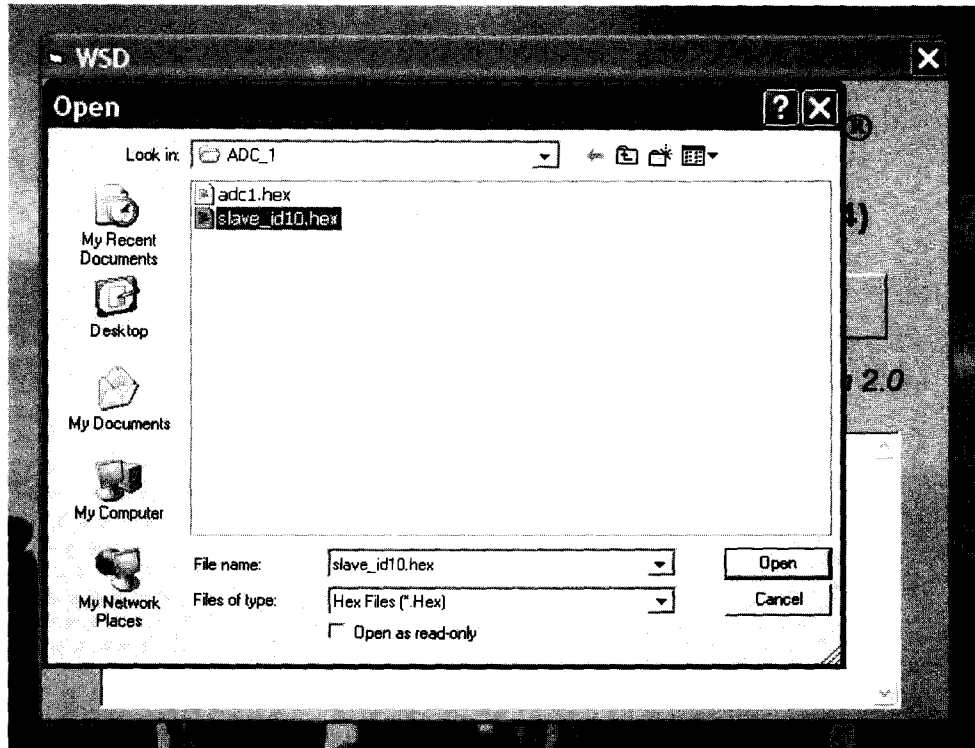 WSD
Open
Look in: ADC_1
adc1.hex
slave_id10.hex
My Recent
Documents
Desktop
My Documents
My Computer
My Network
Places
File name: slave_id10.hex Open
Files of type: Hex Files (*.Hex) Cancel
Open as read-only
®
4)
2.0